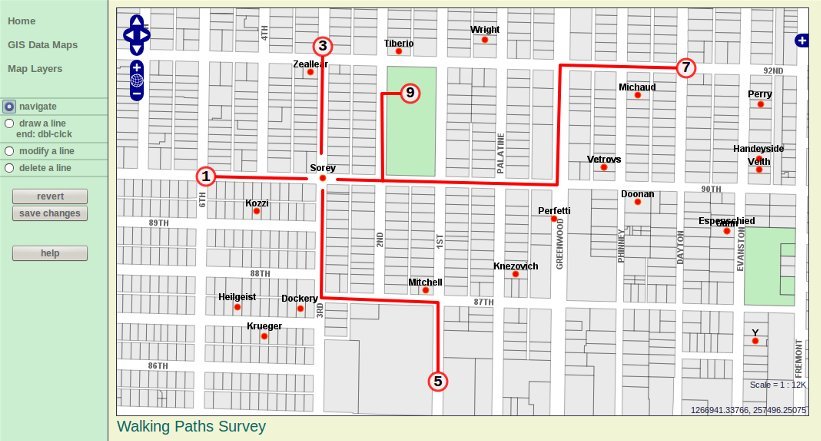 Home
GIS Data Maps
Map Layers
navigate
draw a line
end: dbl-clck
modify a line
delete a line
revert
save changes
help
4TH
3
Zeallear
Tiberio
Wright
7
92ND
9
Michaud
Perry
PALATINE
Handeyside
Veith
Vetrovs
1
Sorey
6TH
90TH
Kozzi
89TH
2ND
1ST
Perfetti
GREENWOOD
Doonan
PHINNEY
DAYTON
Espenschied
EVANSTON
Knezovich
88TH
Mitchell
Heilgeist
Dockery
3RD
87TH
Krueger
Y
86TH
5
FREMONT
Scale = 1 : 12K
1266941.33766, 257496.25075
Walking Paths Survey